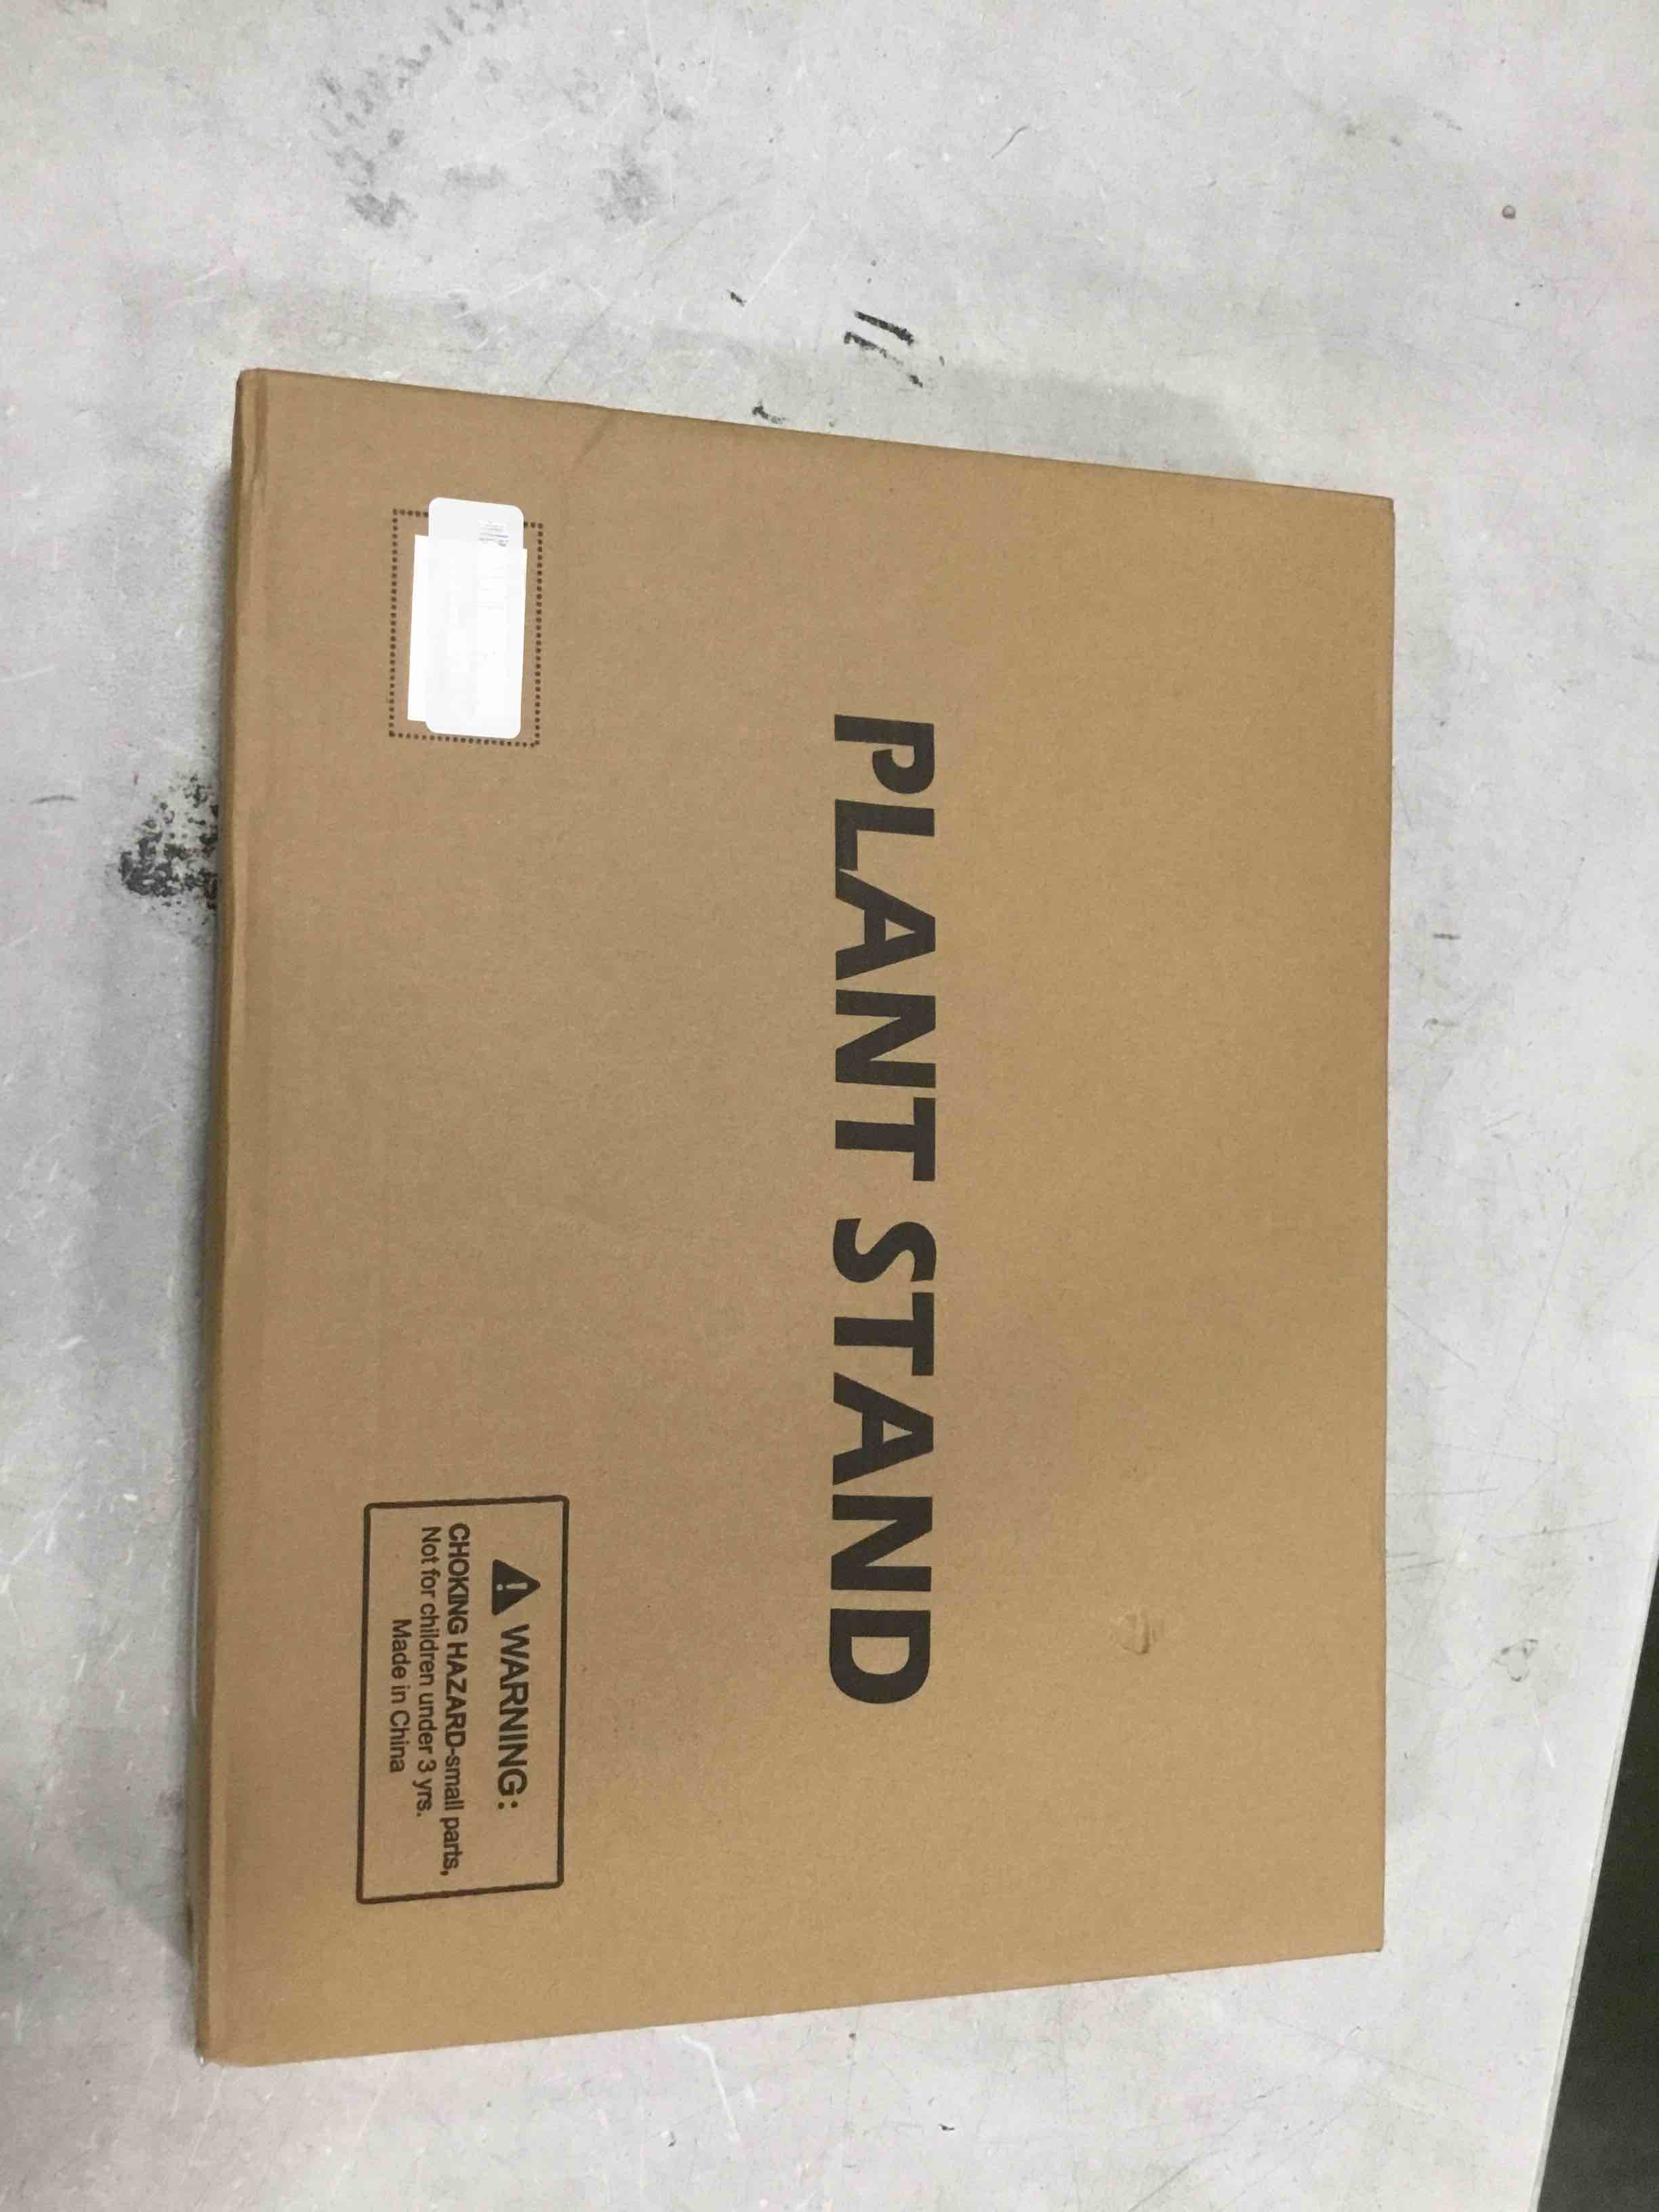 PLANT STAND
WARNING:
CHOKING HAZARD-small parts,
Not for children under 3 yrs.
Made in China